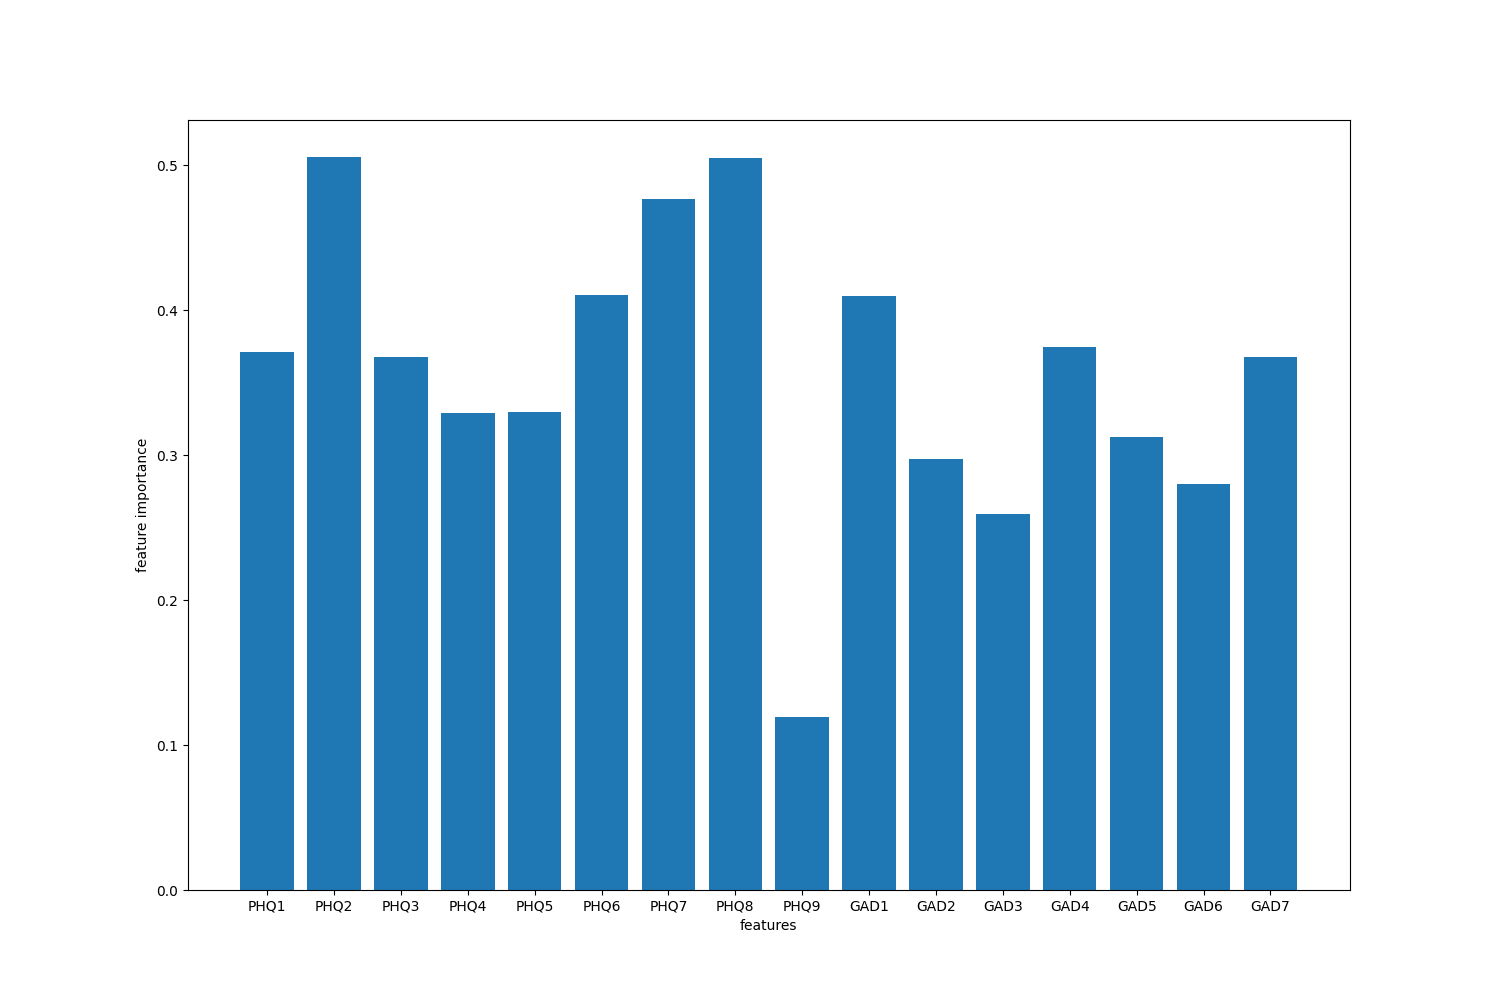 feature importance
0.5
0.4
0.3
0.2
0.1
0.0
PHQ1 PHQ2 PHQ3 PHQ4 PHQ5 PHQ6 PHQ7 PHQ8 PHQ9 GAD1 GAD2 GAD3 GAD4 GAD5 GAD6 GAD7
features